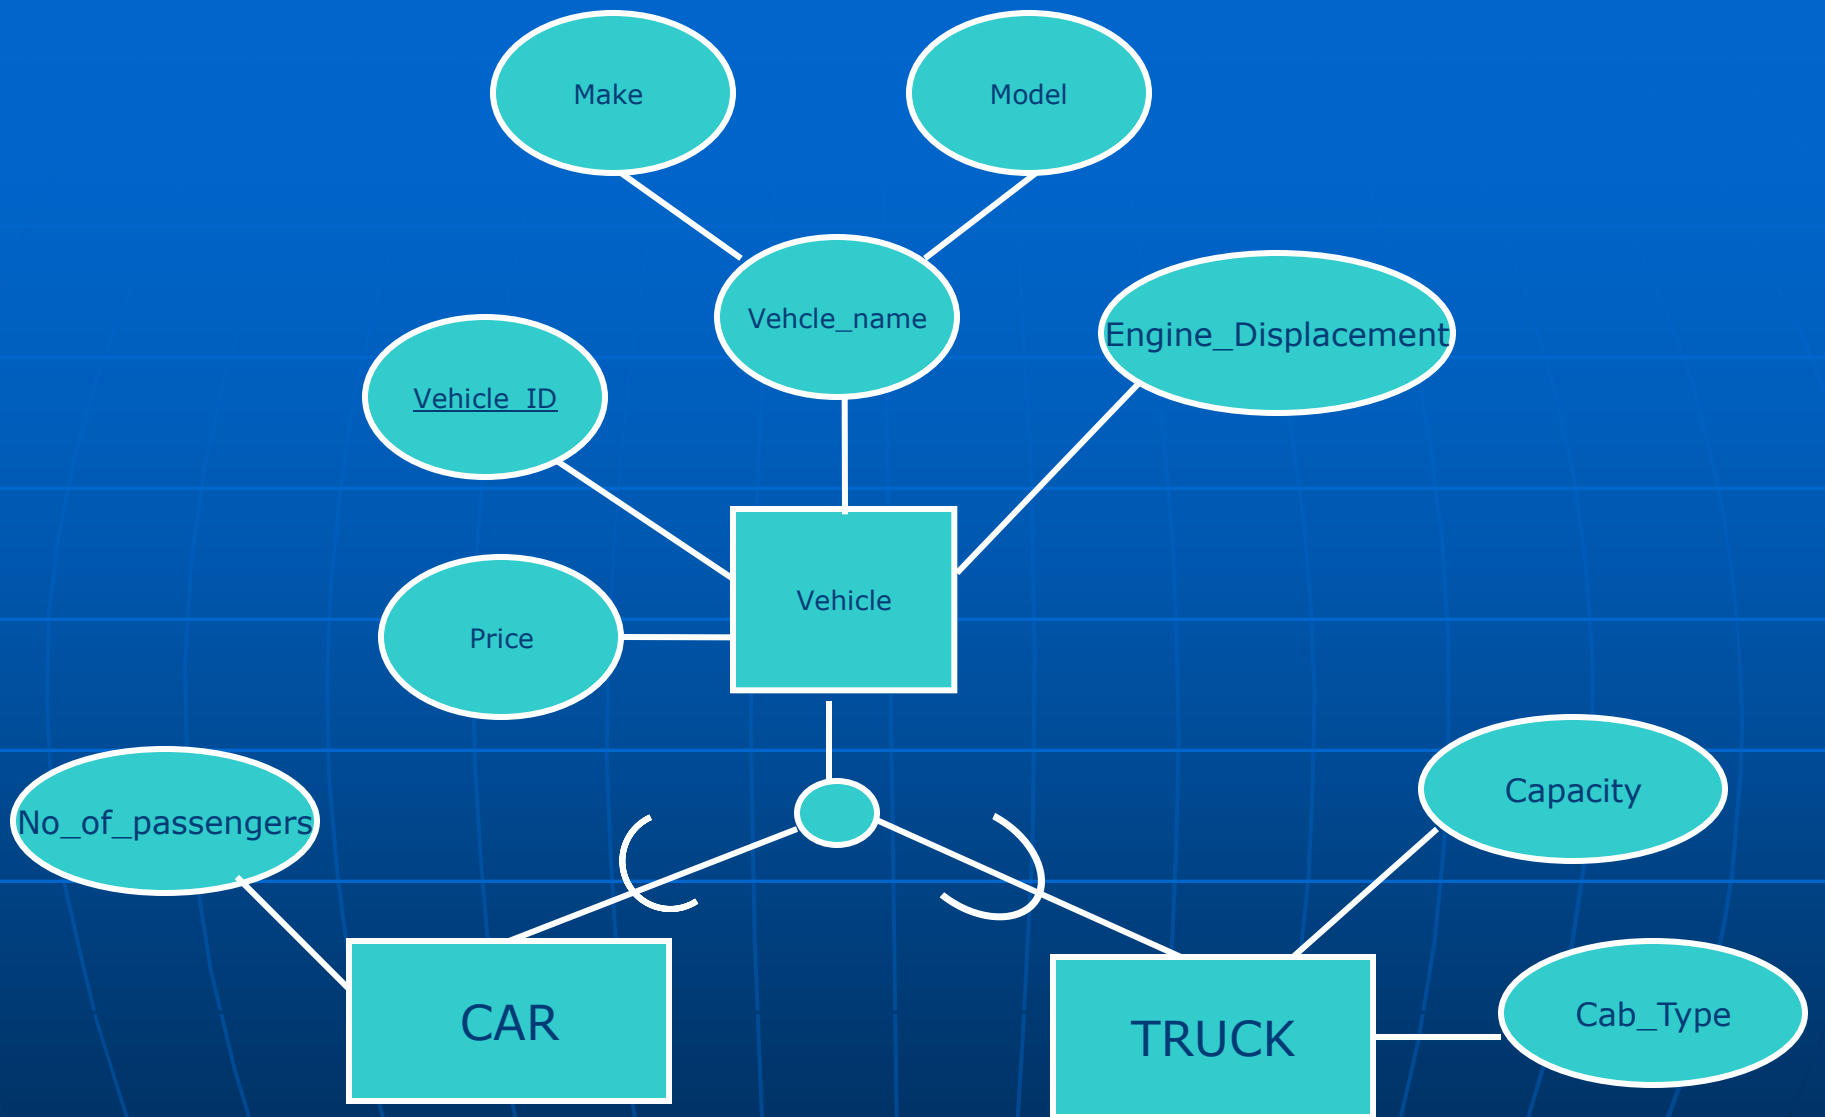 Make
Model
Vehcle_name
Engine_Displacement
Vehicle_ID
Vehicle
Price
Capacity
No_of_passengers
CAR
TRUCK
Cab_Type